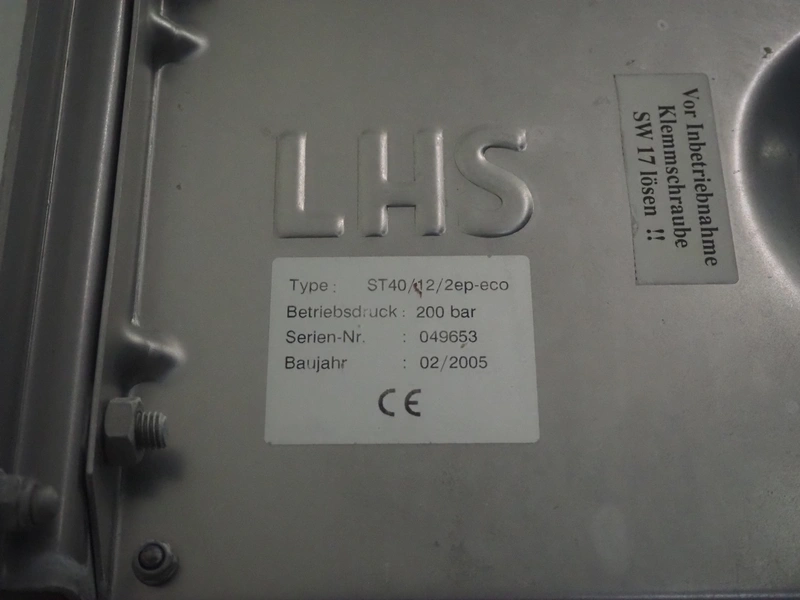 LHS
Type : ST40/12/2ep-eco
Betriebsdruck : 200 bar
Serien-Nr. : 049653
Baujahr : 02/2005
CE
Vor Inbetriebnahme
Klemmschraube
SW 17 lösen !!